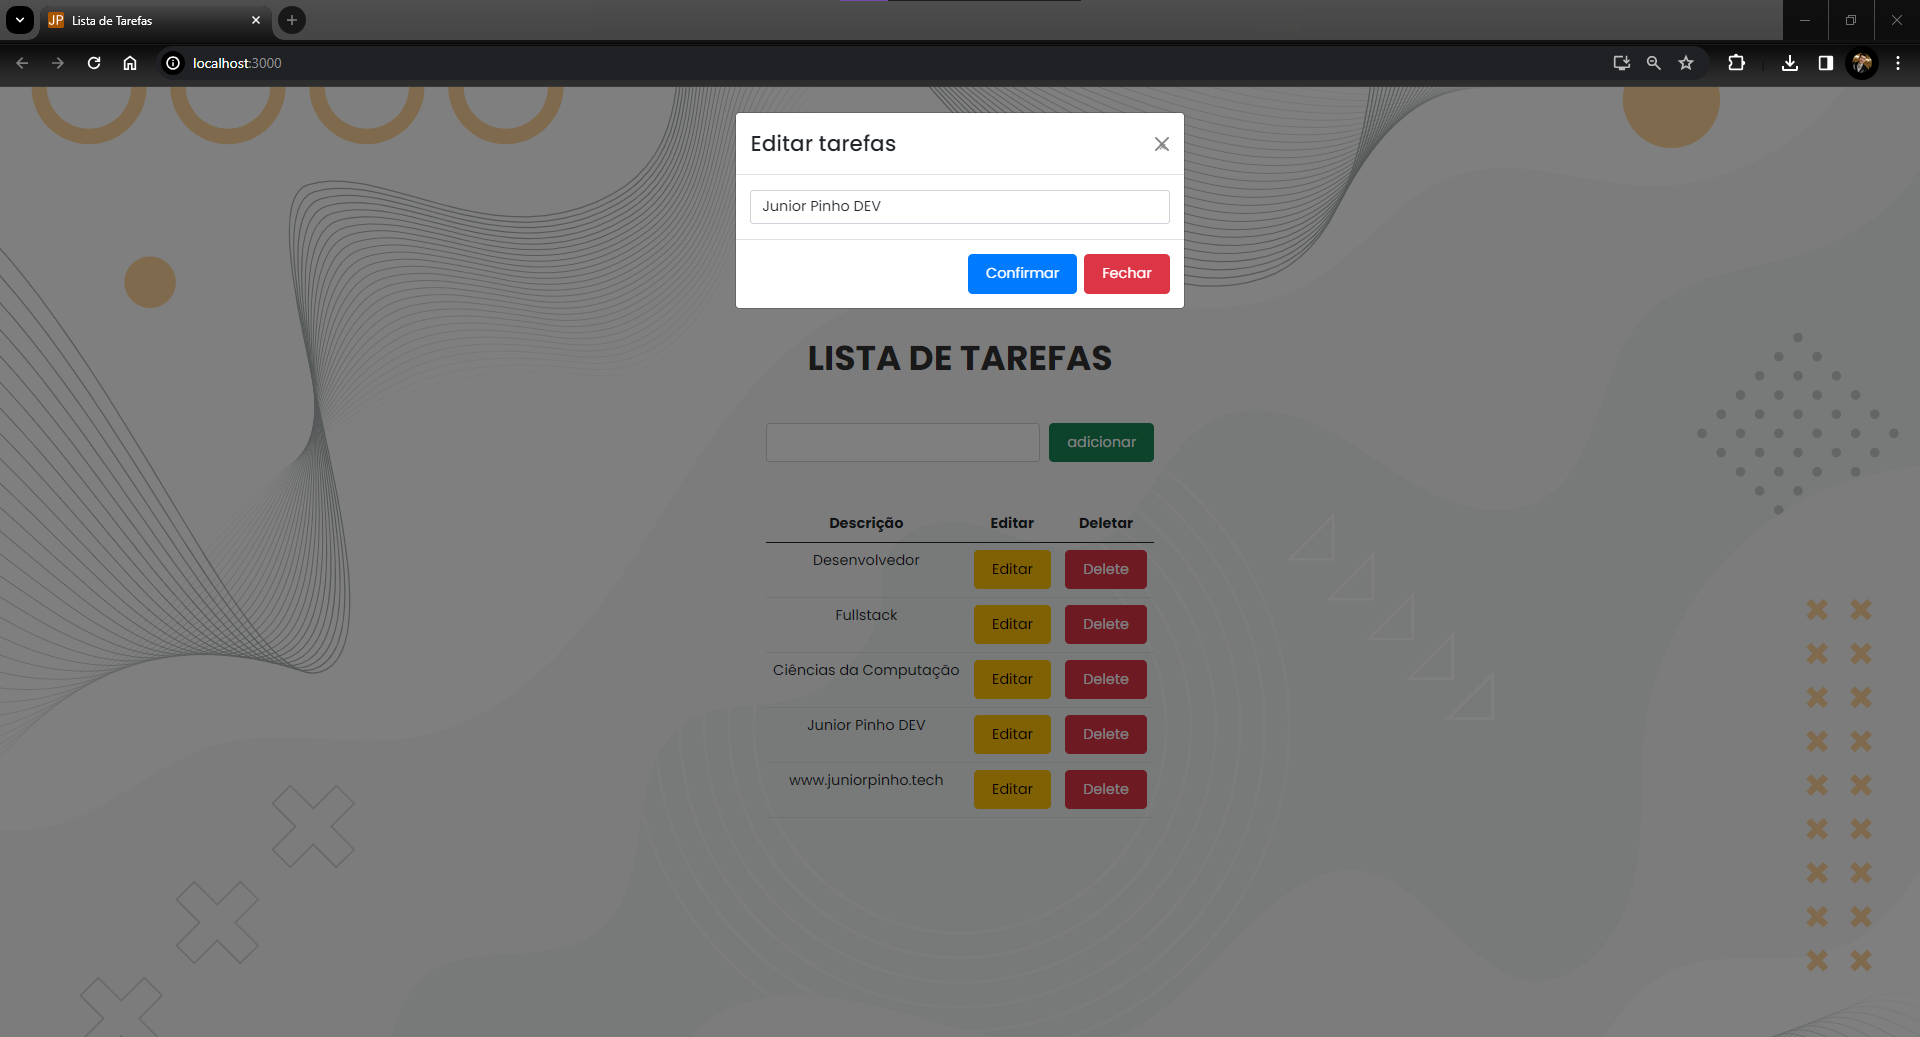 JP Lista de Tarefas
localhost:3000
Editar tarefas
Junior Pinho DEV
Confirmar Fechar
LISTA DE TAREFAS
adicionar
Descrição Editar Deletar
Desenvolvedor Editar Delete
Fullstack Editar Delete
Ciências da Computação Editar Delete
Junior Pinho DEV Editar Delete
www.juniorpinho.tech Editar Delete